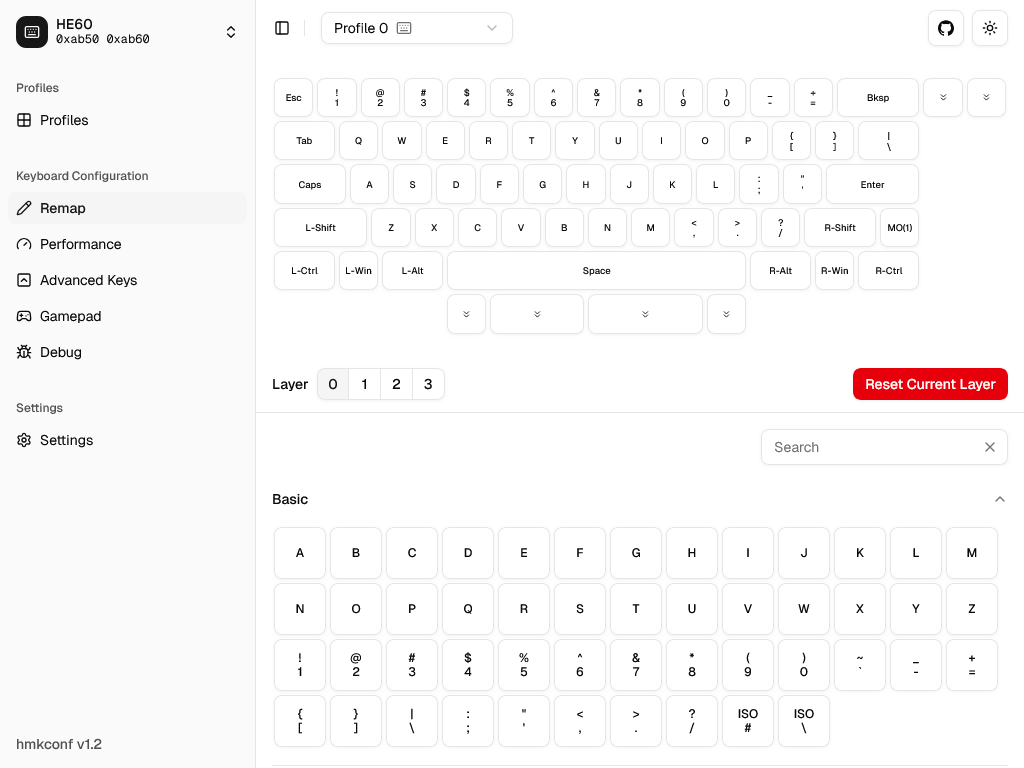 HE60
0xab50 0xab60
Profiles
Profiles
Keyboard Configuration
Remap
Performance
Advanced Keys
Gamepad
Debug
Settings
Settings
hmkconf v1.2
Profile 0
Esc ! 1 @ 2 # 3 $ 4 % 5 ^ 6 & 7 * 8 ( 9 ) 0 _ - + = Bksp
Tab Q W E R T Y U I O P { [ } ] | \
Caps A S D F G H J K L : ; " ' Enter
L-Shift Z X C V B N M < , > . ? / R-Shift MO(1)
L-Ctrl L-Win L-Alt Space R-Alt R-Win R-Ctrl
Layer 0 1 2 3 Reset Current Layer
Search
Basic
A B C D E F G H I J K L M
N O P Q R S T U V W X Y Z
! 1 @ 2 # 3 $ 4 % 5 ^ 6 & 7 * 8 ( 9 ) 0 ~ ` _ - + =
{ [ } ] | \ : ; " ' < , > . ? / ISO # ISO \